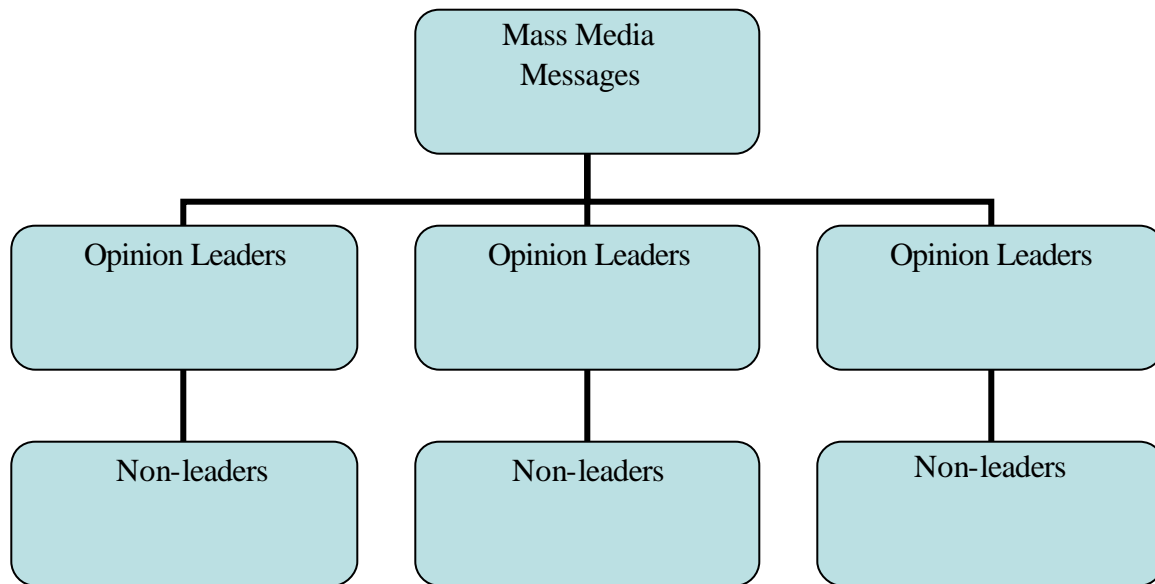 Mass Media
Messages
Opinion Leaders
Opinion Leaders
Opinion Leaders
Non-leaders
Non-leaders
Non-leaders